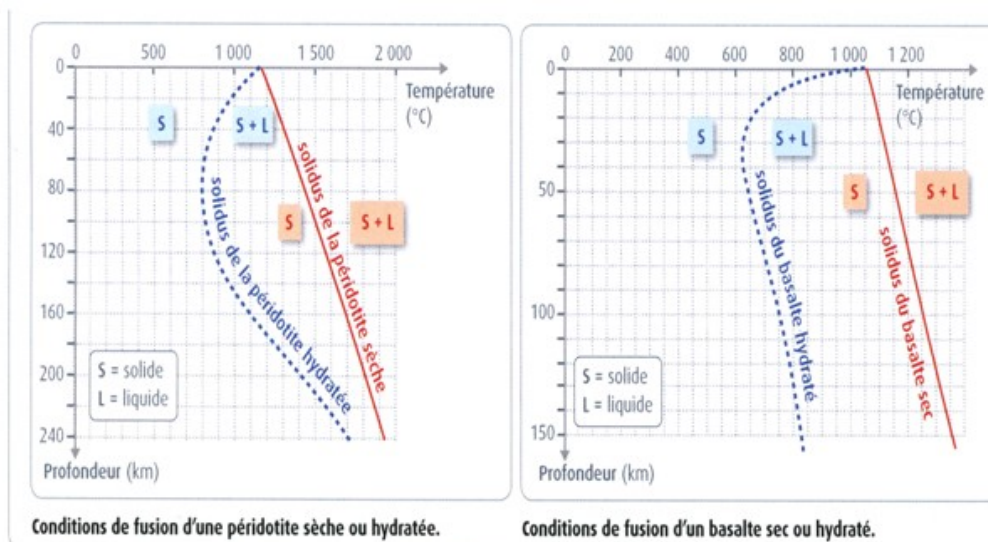 0 500 1 000 1 500 2 000
0
40
80
120
160
200
240
Température
(°C)
S
S + L
S
S + L
solidus de la péridotite sèche
solidus de la péridotite hydratée
S = solide
L = liquide
Profondeur (km)
Conditions de fusion d'une péridotite sèche ou hydratée.
0 200 400 600 800 1 000 1 200
0
50
100
150
Température
(°C)
S
S + L
S
S + L
solidus du basalte hydraté
solidus du basalte sec
S = solide
L = liquide
Profondeur (km)
Conditions de fusion d'un basalte sec ou hydraté.